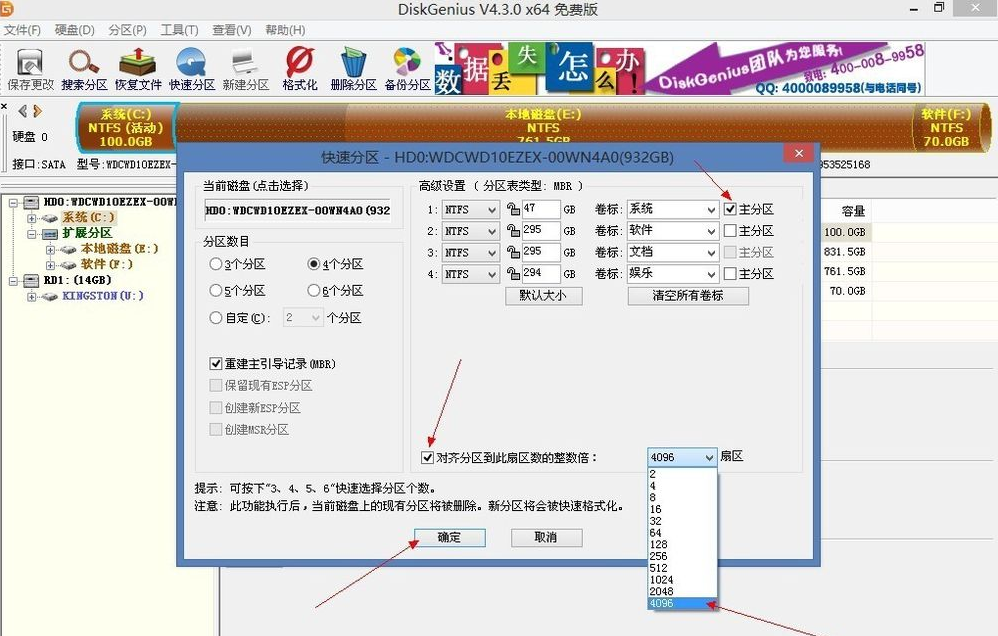 DiskGenius V4.3.0 x64 免费版
文件(F) 硬盘(D) 分区(P) 工具(T) 查看(V) 帮助(H)
保存更改 搜索分区 恢复文件 快速分区 新建分区 格式化 删除分区 备份分区
数据丢失怎么办!
DiskGenius团队为您服务!
致电: 400-008-9958
QQ: 4000089958(与电话同号)
硬盘 0
系统(C:)
NTFS (活动)
100.0GB
本地磁盘(E:)
NTFS
761.5GB
软件(F:)
NTFS
70.0GB
接口:SATA 型号:WDCWD10EZEX-
953525168
HD0:WDCWD10EZEX-00W
系统(C:)
扩展分区
本地磁盘(E:)
软件(F:)
RD1:(14GB)
KINGSTON(U:)
容量
100.0GB
831.5GB
761.5GB
70.0GB
快速分区 - HD0:WDCWD10EZEX-00WN4A0(932GB)
当前磁盘(点击选择)
HD0:WDCWD10EZEX-00WN4A0 (932
分区数目
3个分区 4个分区
5个分区 6个分区
自定(C): 2 个分区
重建主引导记录(MBR)
保留现有ESP分区
创建新ESP分区
创建MSR分区
高级设置 ( 分区表类型: MBR )
1: NTFS 47 GB 卷标: 系统 主分区
2: NTFS 295 GB 卷标: 软件 主分区
3: NTFS 295 GB 卷标: 文档 主分区
4: NTFS 294 GB 卷标: 娱乐 主分区
默认大小 清空所有卷标
对齐分区到此扇区数的整数倍: 4096 扇区
2
4
8
16
32
64
128
256
512
1024
2048
4096
提示: 可按下"3、4、5、6"快速选择分区个数。
注意: 此功能执行后,当前磁盘上的现有分区将被删除。新分区将会被快速格式化。
确定 取消